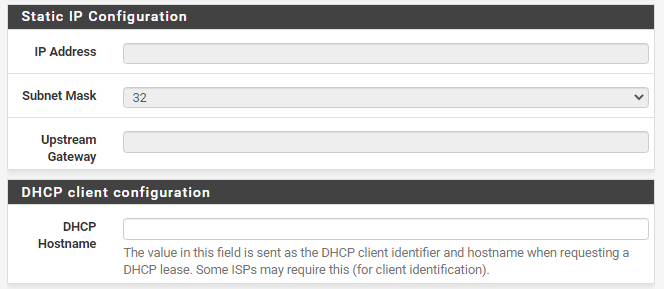 Static IP Configuration
IP Address
Subnet Mask
32
Upstream
Gateway
DHCP client configuration
DHCP
Hostname
The value in this field is sent as the DHCP client identifier and hostname when requesting a
DHCP lease. Some ISPs may require this (for client identification).